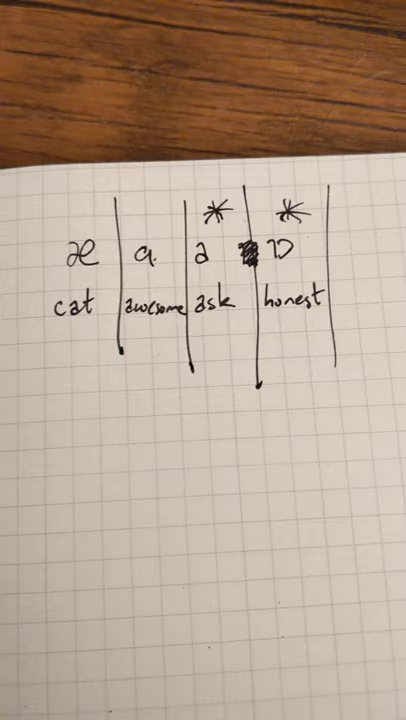 * *
æ ɑ a ɒ
cat awesome ask honest